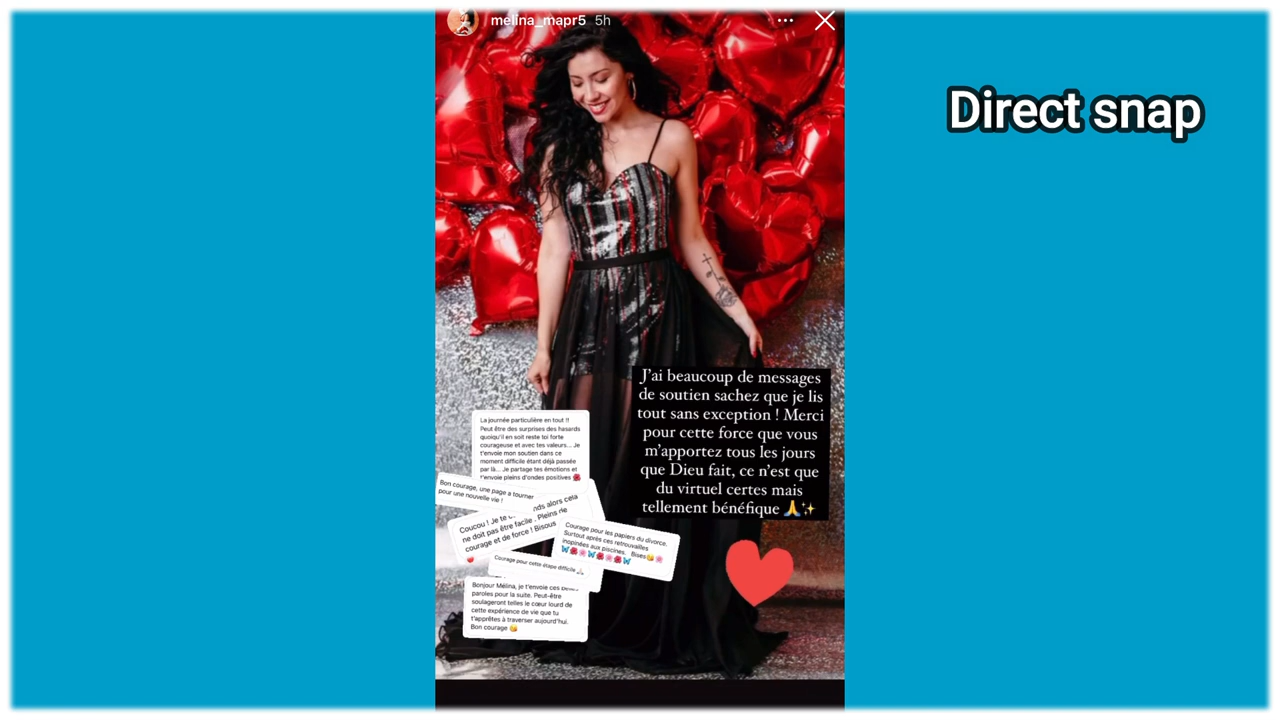 melina_mapr5 5h
Direct snap
J'ai beaucoup de messages
de soutien sachez que je lis
tout sans exception ! Merci
pour cette force que vous
m'apportez tous les jours
que Dieu fait, ce n'est que
du virtuel certes mais
tellement bénéfique 🙏✨
La journée particulière en tout !!
Peut être des surprises des hasards
quoiqu'il en soit reste toi forte
courageuse et avec tes valeurs... Je
t'envoie mon soutien dans ce
moment difficile étant déjà passée
par là... Je partage tes émotions et
t'envoie pleins d'ondes positives 🌺
Bon courage, une page a tourner
pour une nouvelle vie !
Coucou ! Je te alors cela
ne doit pas être facile. Pleins de
courage et de force ! Bisous
Courage pour les papiers du divorce.
Surtout après ces retrouvailles
inopinées aux piscines. Bises😘🌸
🦋🌺🌸🦋🌺🌸🌺🦋
Courage pour cette étape difficile 🙏
Bonjour Mélina, je t'envoie ces
paroles pour la suite. Peut-être
soulageront telles le cœur lourd de
cette expérience de vie que tu
t'apprêtes à traverser aujourd'hui.
Bon courage 😘